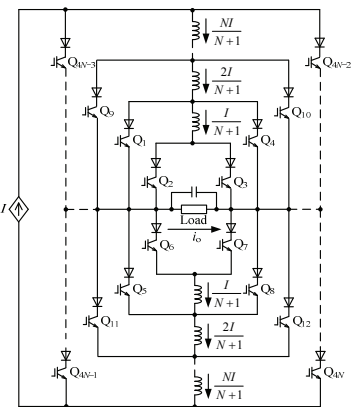 NI
N+1
Q4N−3
Q4N−2
2I
N+1
Q9
I
N+1
Q10
Q1
Q4
Q2
Q3
I
Load
io
Q6
Q7
Q5
I
N+1
Q8
Q11
2I
N+1
Q12
Q4N−1
NI
N+1
Q4N